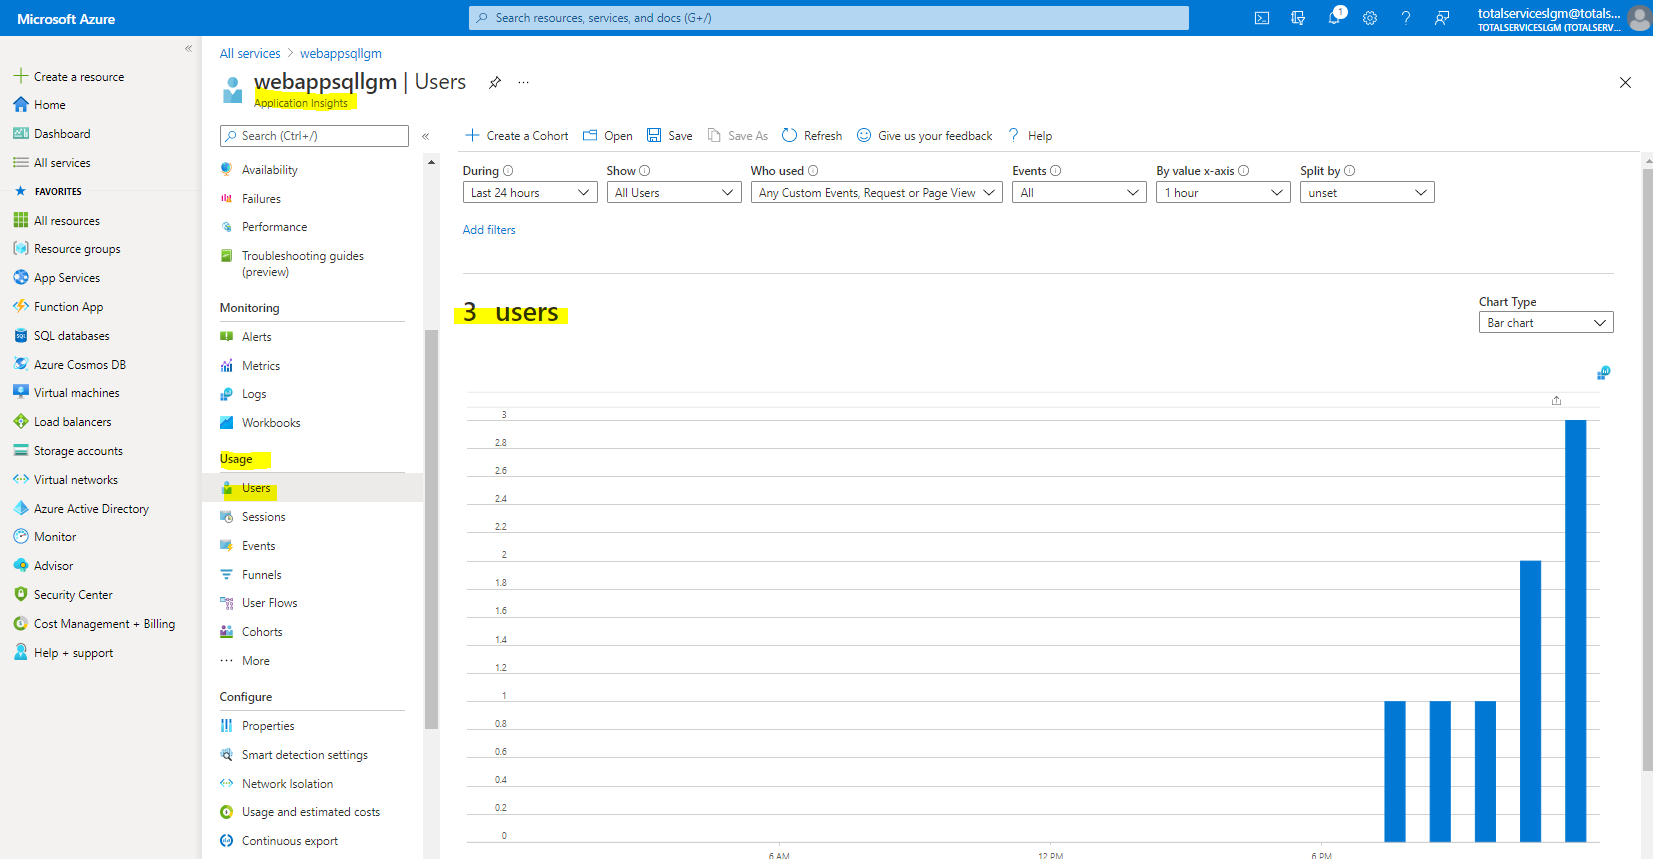 Microsoft Azure
Search resources, services, and docs (G+/)
1
totalserviceslgm@totals...
TOTALSERVICESLGM (TOTALSERV...
«
Create a resource
Home
Dashboard
All services
FAVORITES
All resources
Resource groups
App Services
Function App
SQL databases
Azure Cosmos DB
Virtual machines
Load balancers
Storage accounts
Virtual networks
Azure Active Directory
Monitor
Advisor
Security Center
Cost Management + Billing
Help + support
All services > webappsqllgm
webappsqllgm | Users
...
Application Insights
Search (Ctrl+/)
«
Availability
Failures
Performance
Troubleshooting guides
(preview)
Monitoring
Alerts
Metrics
Logs
Workbooks
Usage
Users
Sessions
Events
Funnels
User Flows
Cohorts
More
Configure
Properties
Smart detection settings
Network Isolation
Usage and estimated costs
Continuous export
Create a Cohort Open Save Save As Refresh Give us your feedback ? Help
During Show Who used Events By value x-axis Split by
Last 24 hours All Users Any Custom Events, Request or Page View All 1 hour unset
Add filters
3 users
Chart Type
Bar chart
3
2.8
2.6
2.4
2.2
2
1.8
1.6
1.4
1.2
1
0.8
0.6
0.4
0.2
0
6 AM 12 PM 6 PM